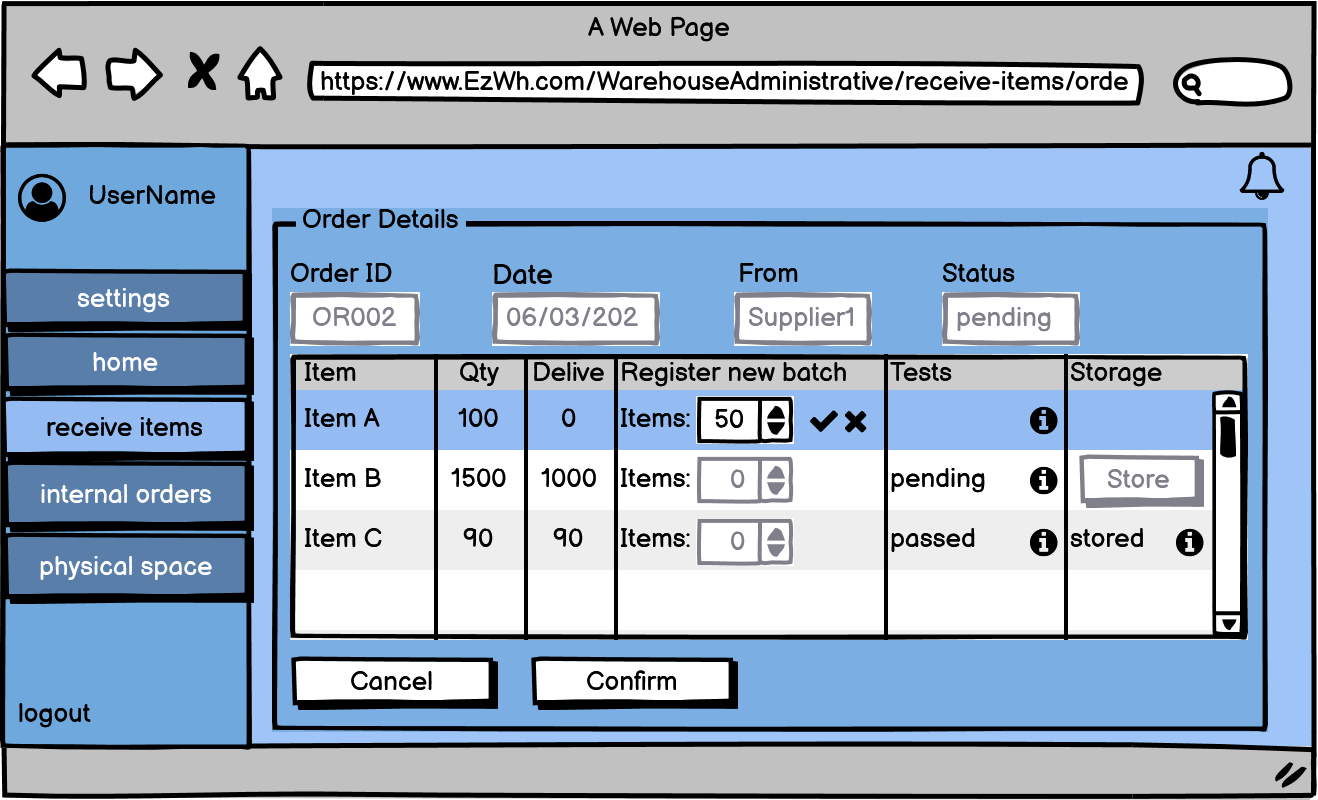 A Web Page
https://www.EzWh.com/WarehouseAdministrative/receive-items/orde
UserName
settings
home
receive items
internal orders
physical space
logout
Order Details
Order ID Date From Status
OR002 06/03/202 Supplier1 pending
Item Qty Delive Register new batch Tests Storage
Item A 100 0 Items: 50
Item B 1500 1000 Items: 0 pending Store
Item C 90 90 Items: 0 passed stored
Cancel Confirm